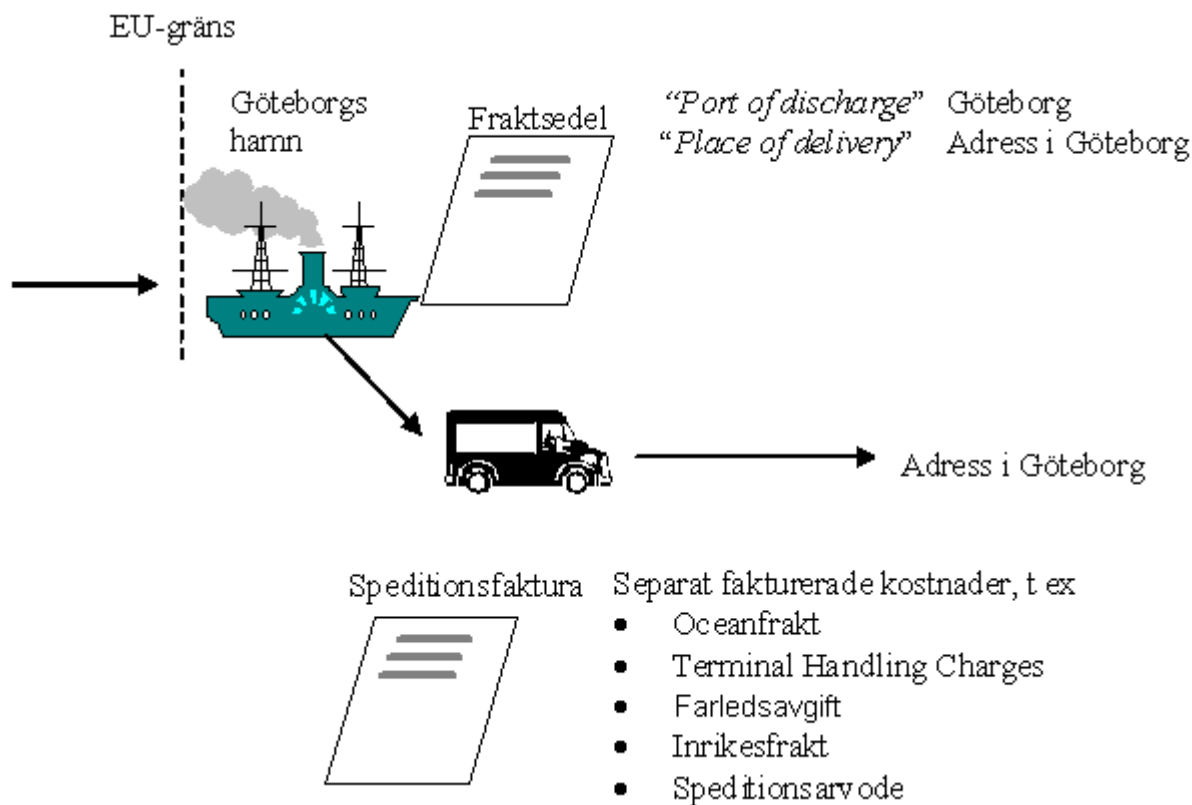 EU-gräns
Göteborgs
hamn
Fraktsedel
“Port of discharge” Göteborg
“Place of delivery” Adress i Göteborg
Adress i Göteborg
Speditionsfaktura
Separat fakturerade kostnader, t ex
• Oceanfrakt
• Terminal Handling Charges
• Farledsavgift
• Inrikesfrakt
• Speditionsarvode